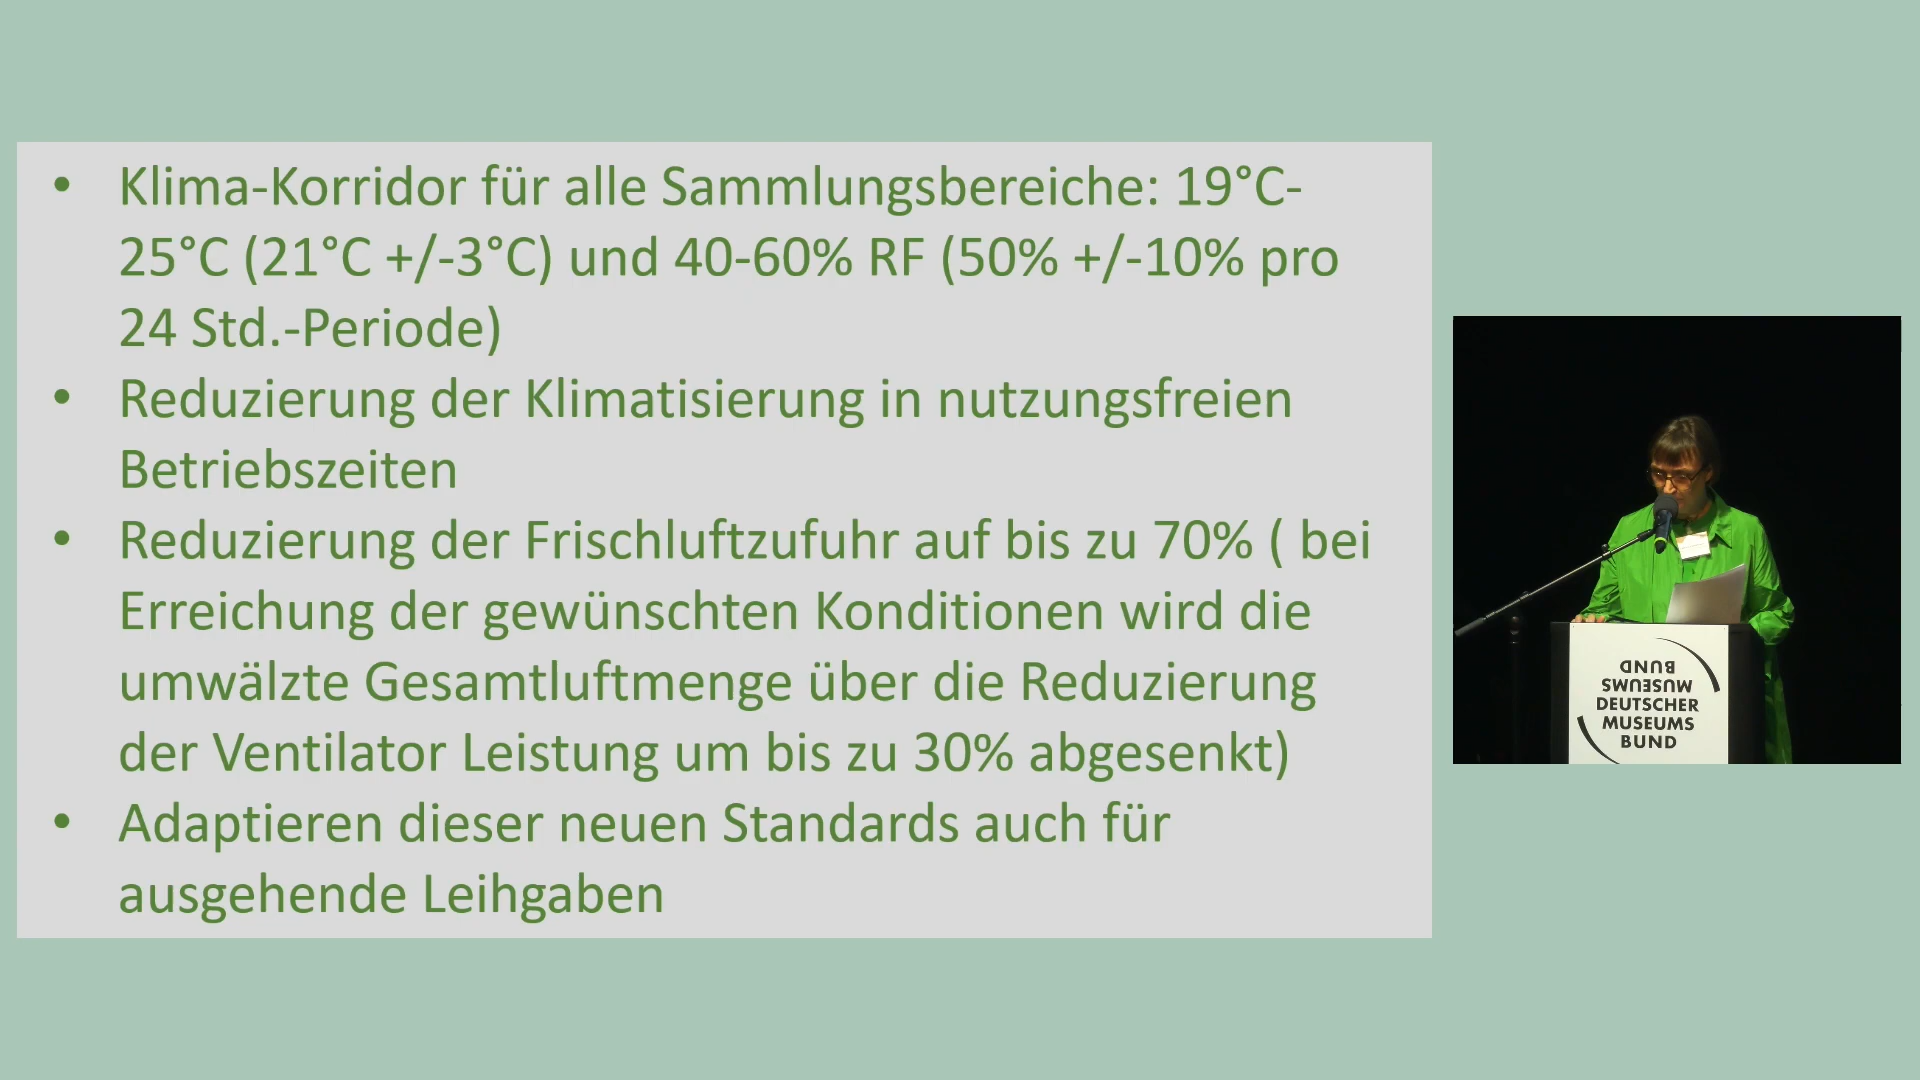 • Klima-Korridor für alle Sammlungsbereiche: 19°C-
25°C (21°C +/-3°C) und 40-60% RF (50% +/-10% pro
24 Std.-Periode)
• Reduzierung der Klimatisierung in nutzungsfreien
Betriebszeiten
• Reduzierung der Frischluftzufuhr auf bis zu 70% ( bei
Erreichung der gewünschten Konditionen wird die
umwälzte Gesamtluftmenge über die Reduzierung
der Ventilator Leistung um bis zu 30% abgesenkt)
• Adaptieren dieser neuen Standards auch für
ausgehende Leihgaben
BUND
MUSEUMS
DEUTSCHER
MUSEUMS
BUND